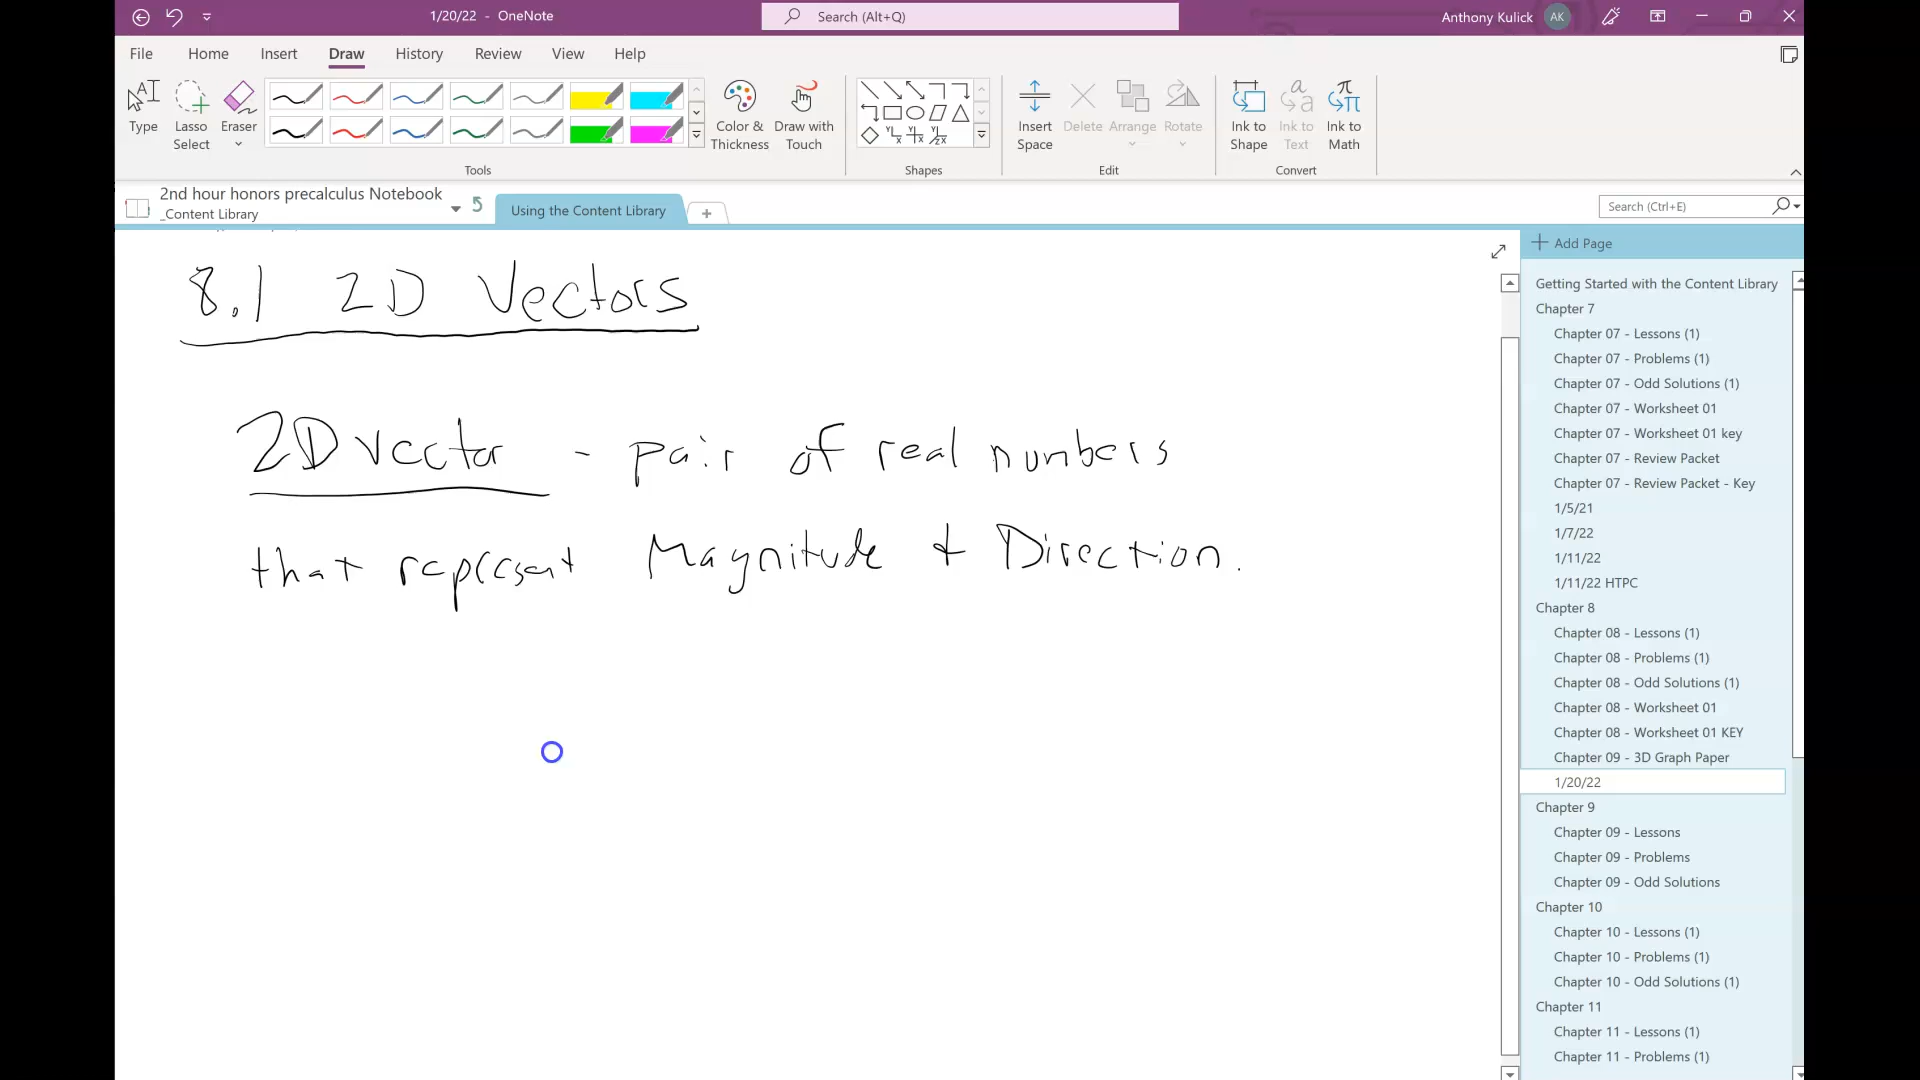 1/20/22 - OneNote
Search (Alt+Q)
Anthony Kulick AK
File Home Insert Draw History Review View Help
Type
Lasso Select
Eraser
Color & Thickness
Draw with Touch
Insert Space
Delete
Arrange
Rotate
Ink to Shape
Ink to Text
Ink to Math
Tools
Shapes
Edit
Convert
2nd hour honors precalculus Notebook
_Content Library
Using the Content Library
Search (Ctrl+E)
8.1 2D Vectors
2D vector - pair of real numbers
that represent Magnitude + Direction.
Add Page
Getting Started with the Content Library
Chapter 7
Chapter 07 - Lessons (1)
Chapter 07 - Problems (1)
Chapter 07 - Odd Solutions (1)
Chapter 07 - Worksheet 01
Chapter 07 - Worksheet 01 key
Chapter 07 - Review Packet
Chapter 07 - Review Packet - Key
1/5/21
1/7/22
1/11/22
1/11/22 HTPC
Chapter 8
Chapter 08 - Lessons (1)
Chapter 08 - Problems (1)
Chapter 08 - Odd Solutions (1)
Chapter 08 - Worksheet 01
Chapter 08 - Worksheet 01 KEY
Chapter 09 - 3D Graph Paper
1/20/22
Chapter 9
Chapter 09 - Lessons
Chapter 09 - Problems
Chapter 09 - Odd Solutions
Chapter 10
Chapter 10 - Lessons (1)
Chapter 10 - Problems (1)
Chapter 10 - Odd Solutions (1)
Chapter 11
Chapter 11 - Lessons (1)
Chapter 11 - Problems (1)